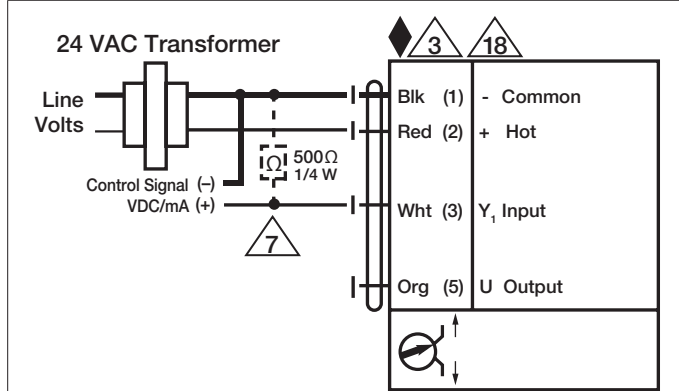 24 VAC Transformer
3
18
Line
Volts
Blk (1) - Common
Red (2) + Hot
Ω
500Ω
1/4 W
Control Signal (–)
VDC/mA (+)
Wht (3) Y₁ Input
7
Org (5) U Output